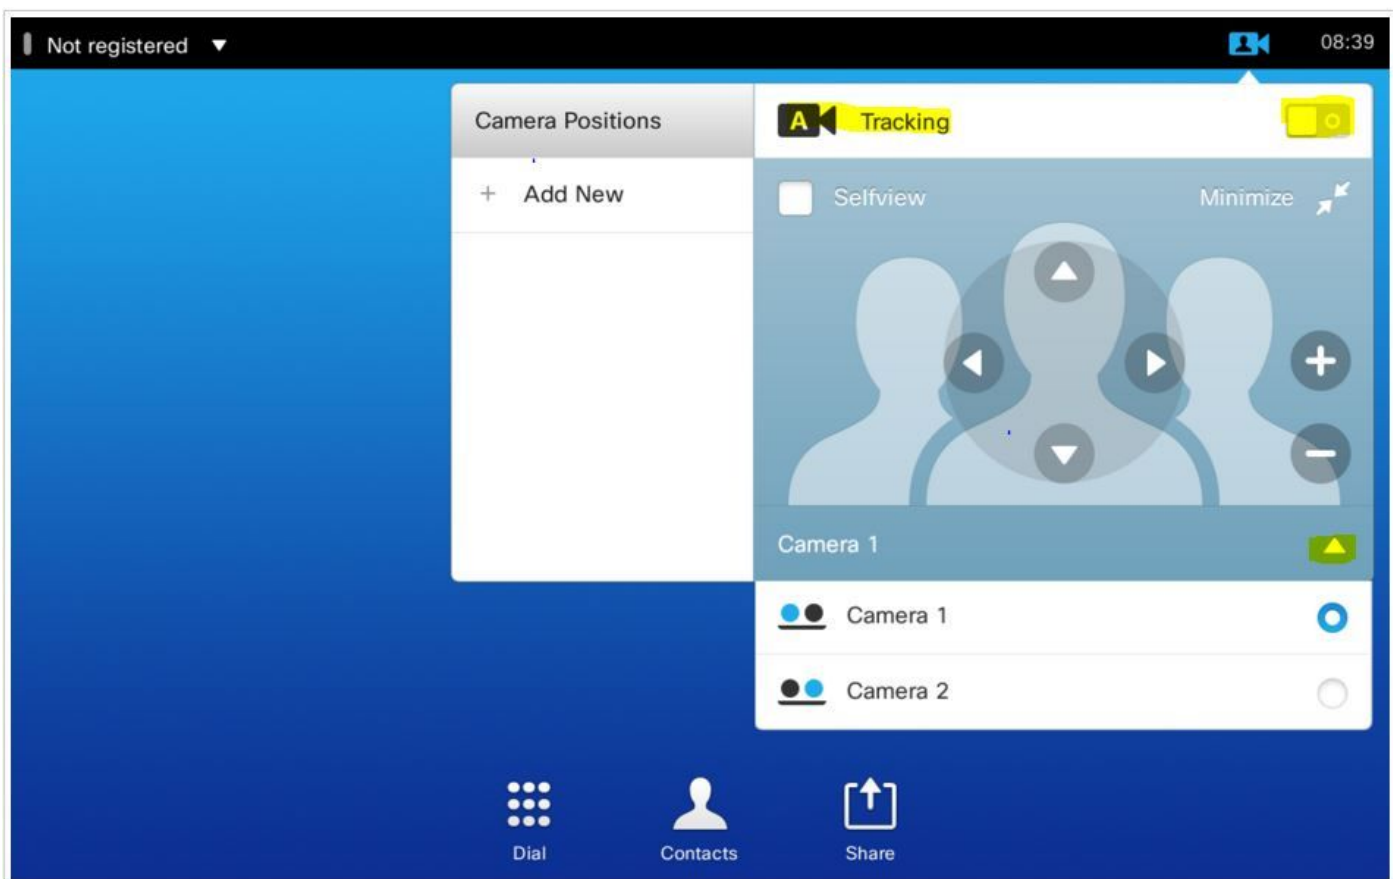 Not registered
08:39
Camera Positions
Add New
A Tracking
Selfview
Minimize
Camera 1
Camera 1
Camera 2
Dial
Contacts
Share